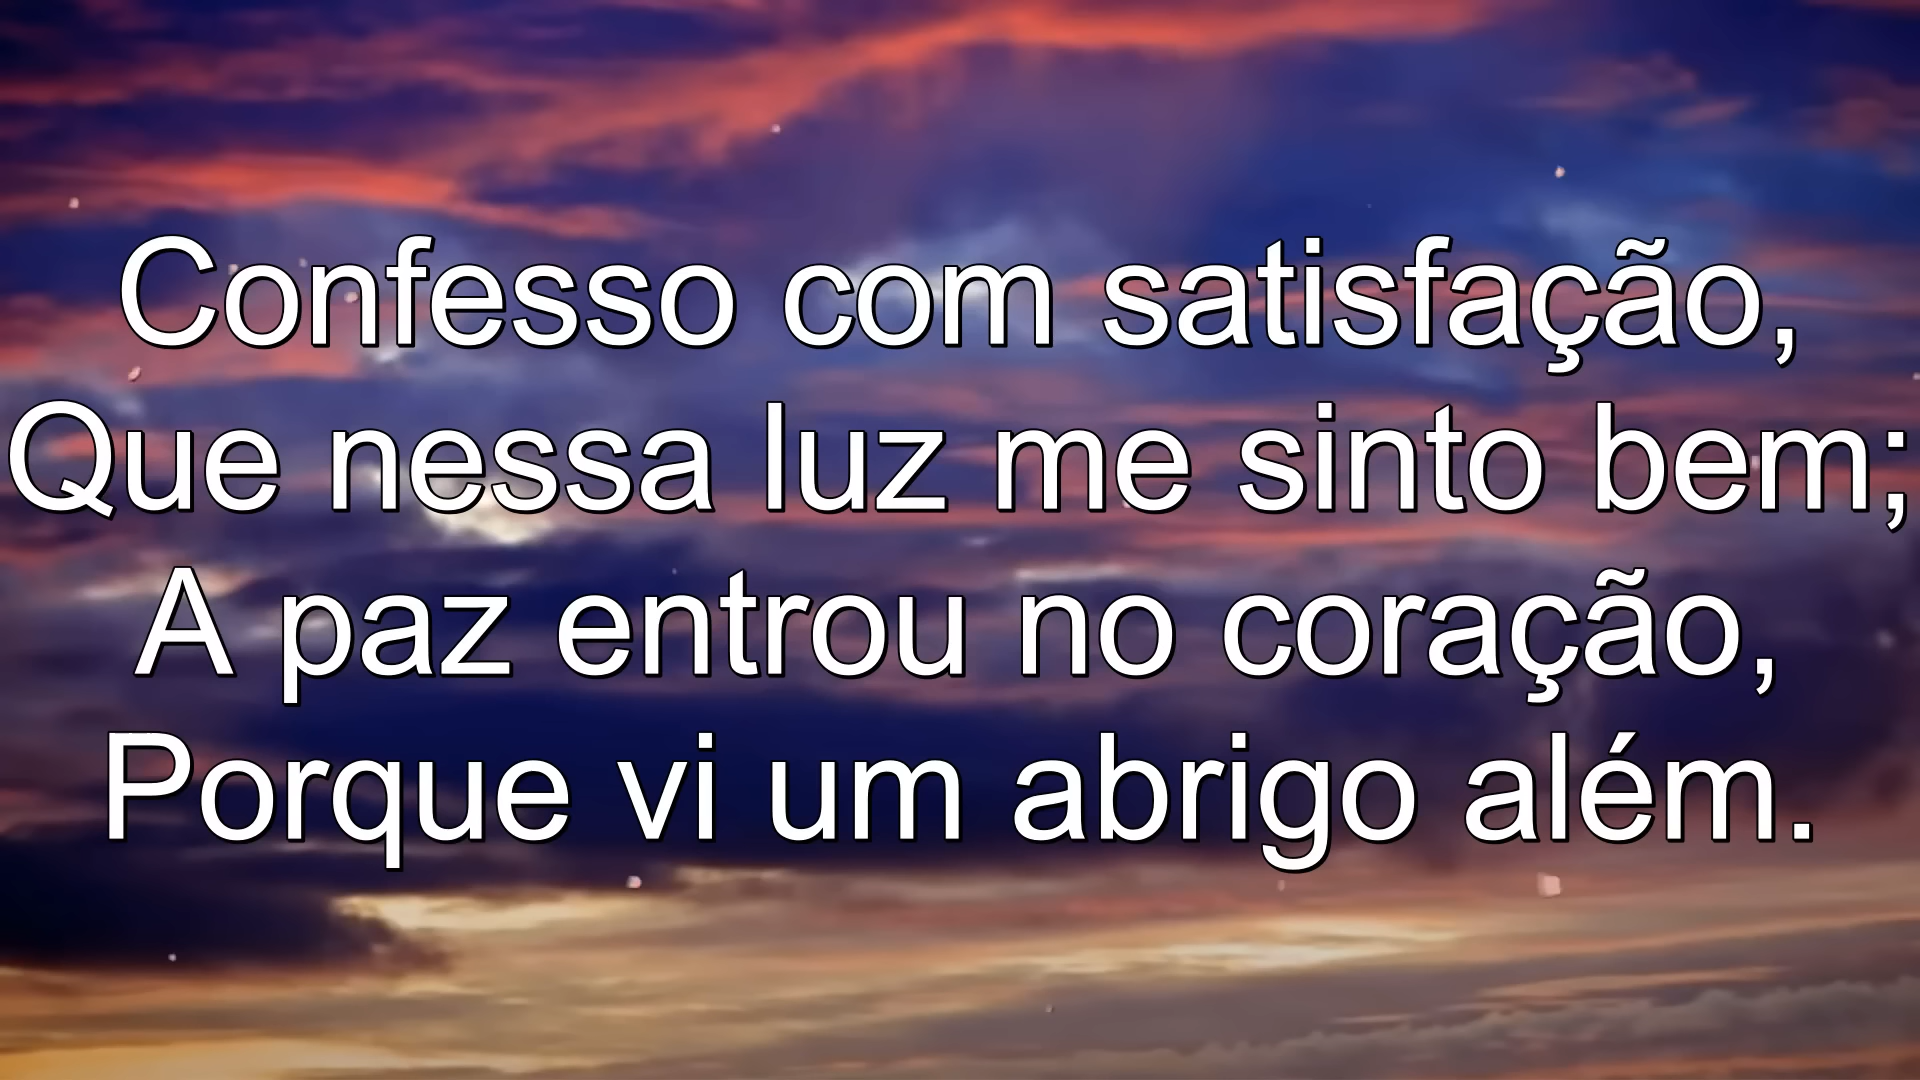 Confesso com satisfação,
Que nessa luz me sinto bem;
A paz entrou no coração,
Porque vi um abrigo além.